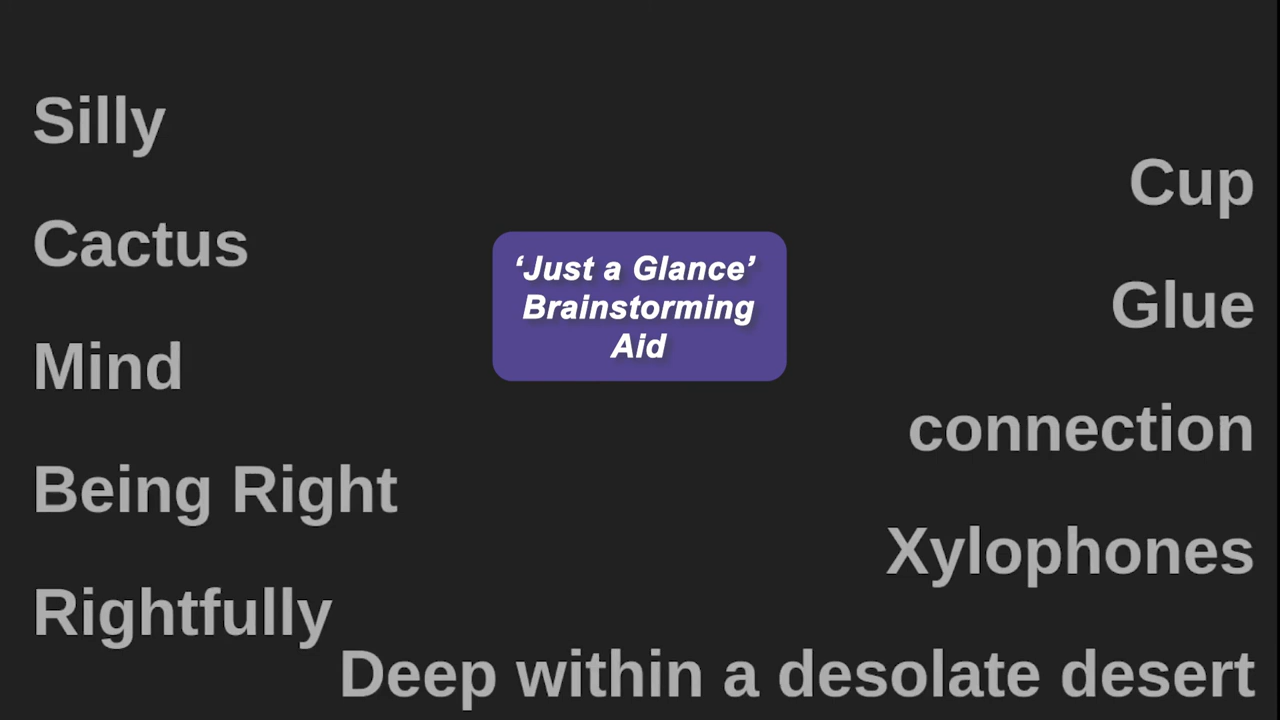 Silly
Cactus
Mind
Being Right
Rightfully
‘Just a Glance’
Brainstorming
Aid
Cup
Glue
connection
Xylophones
Deep within a desolate desert